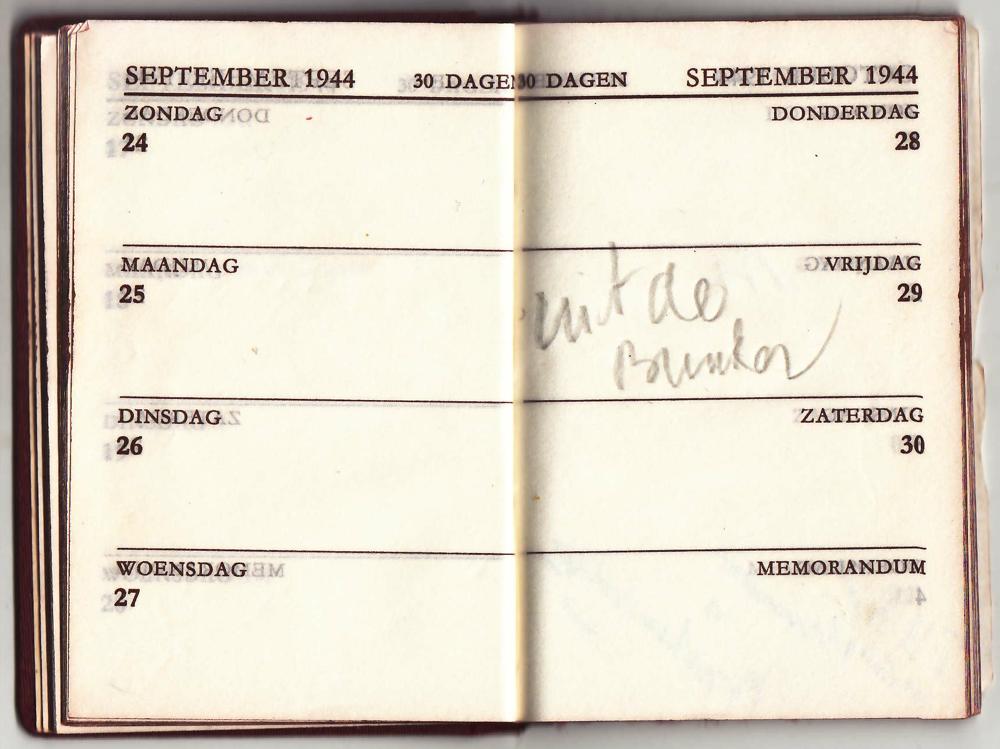 SEPTEMBER 1944 30 DAGEN
ZONDAG
24
MAANDAG
25
DINSDAG
26
WOENSDAG
27
30 DAGEN SEPTEMBER 1944
DONDERDAG
28
VRIJDAG
29
uit de
Bunker
ZATERDAG
30
MEMORANDUM